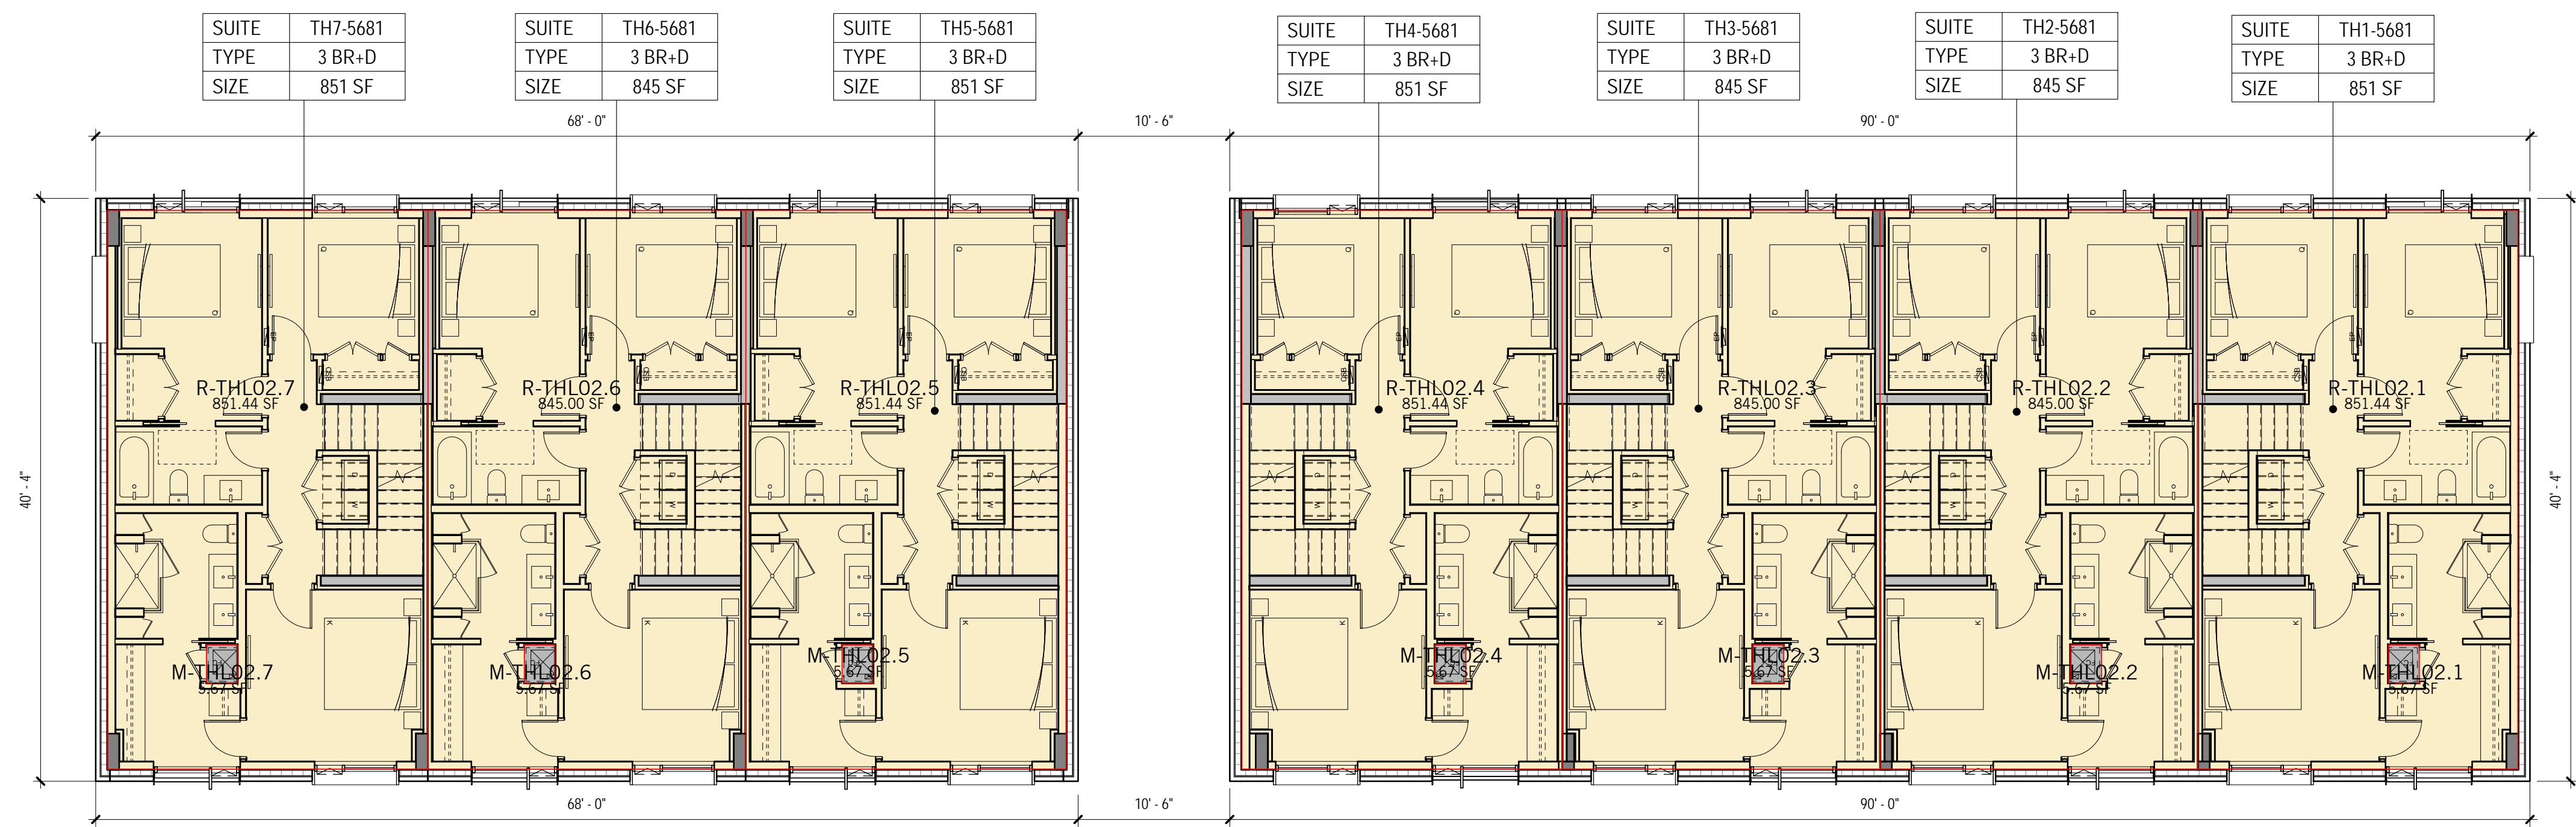 SUITE TH7-5681
TYPE 3 BR+D
SIZE 851 SF
SUITE TH6-5681
TYPE 3 BR+D
SIZE 845 SF
SUITE TH5-5681
TYPE 3 BR+D
SIZE 851 SF
SUITE TH4-5681
TYPE 3 BR+D
SIZE 851 SF
SUITE TH3-5681
TYPE 3 BR+D
SIZE 845 SF
SUITE TH2-5681
TYPE 3 BR+D
SIZE 845 SF
SUITE TH1-5681
TYPE 3 BR+D
SIZE 851 SF
68' - 0"
10' - 6"
90' - 0"
40' - 4"
R-THL02.7
851.44 SF
R-THL02.6
845.00 SF
R-THL02.5
851.44 SF
R-THL02.4
851.44 SF
R-THL02.3
845.00 SF
R-THL02.2
845.00 SF
R-THL02.1
851.44 SF
40' - 4"
M-THL02.7
5.67 SF
M-THL02.6
5.67 SF
M-THL02.5
5.67 SF
M-THL02.4
5.67 SF
M-THL02.3
5.67 SF
M-THL02.2
5.67 SF
M-THL02.1
5.67 SF
68' - 0"
10' - 6"
90' - 0"